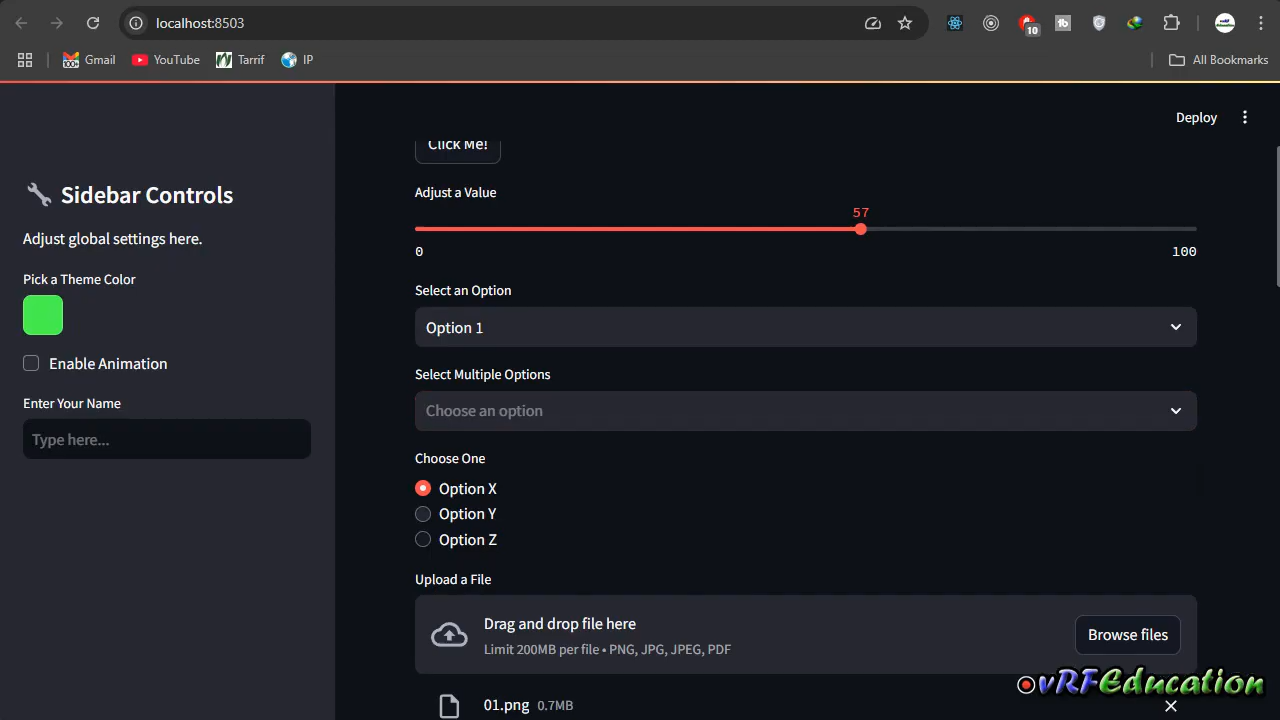 localhost:8503
10
Gmail
YouTube
Tarrif
IP
All Bookmarks
Deploy
Sidebar Controls
Adjust global settings here.
Pick a Theme Color
Enable Animation
Enter Your Name
Type here...
Click Me!
Adjust a Value
57
0 100
Select an Option
Option 1
Select Multiple Options
Choose an option
Choose One
Option X
Option Y
Option Z
Upload a File
Drag and drop file here
Limit 200MB per file • PNG, JPG, JPEG, PDF
Browse files
01.png 0.7MB
vRFEducation